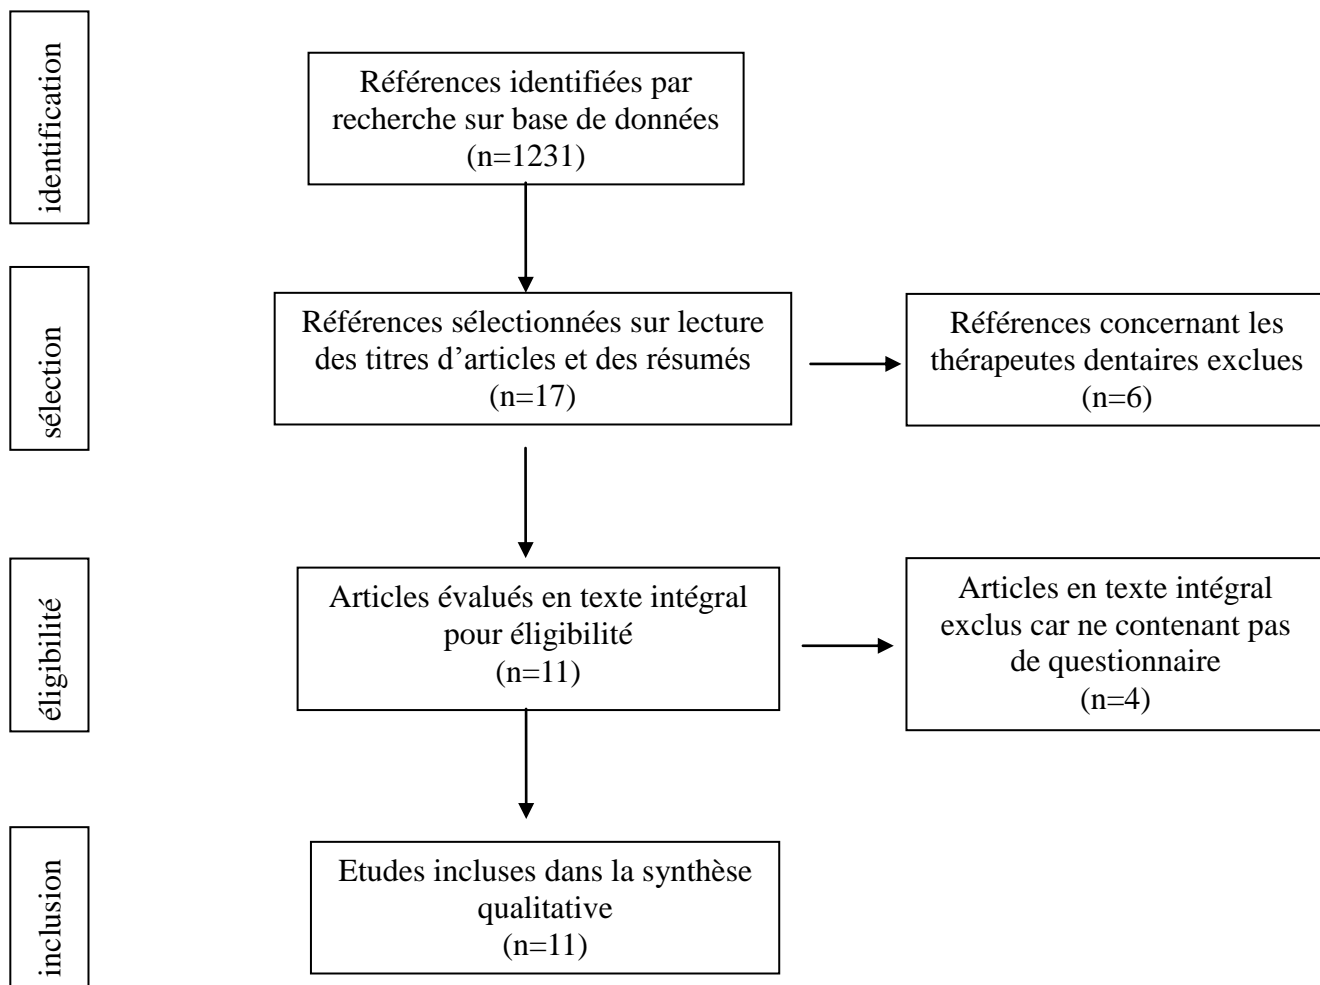 identification
Références identifiées par
recherche sur base de données
(n=1231)
sélection
Références sélectionnées sur lecture
des titres d’articles et des résumés
(n=17)
Références concernant les
thérapeutes dentaires exclues
(n=6)
éligibilité
Articles évalués en texte intégral
pour éligibilité
(n=11)
Articles en texte intégral
exclus car ne contenant pas
de questionnaire
(n=4)
inclusion
Etudes incluses dans la synthèse
qualitative
(n=11)